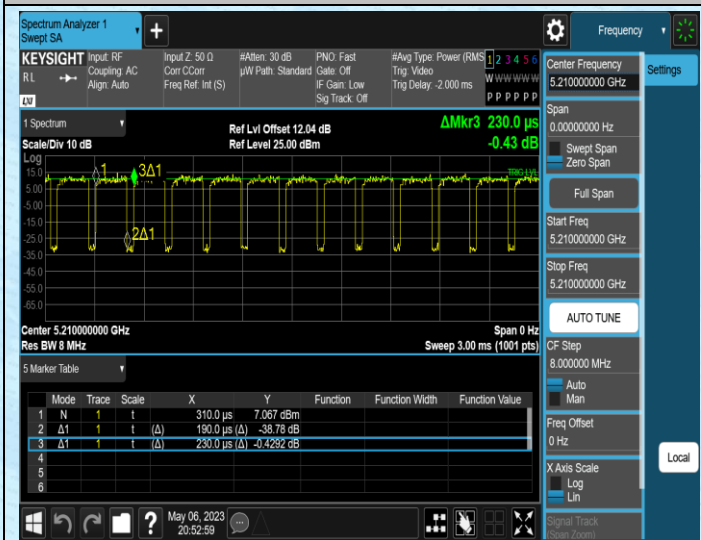 Spectrum Analyzer 1
Swept SA
Frequency
KEYSIGHT
RL
LXI
Input: RF
Coupling: AC
Align: Auto
Input Z: 50 Ω
Corr CCorr
Freq Ref: Int (S)
#Atten: 30 dB
µW Path: Standard
PNO: Fast
Gate: Off
IF Gain: Low
Sig Track: Off
#Avg Type: Power (RMS
Trig: Video
Trig Delay: -2.000 ms
1 2 3 4 5 6
W W W W W W
P P P P P P
1 Spectrum
Scale/Div 10 dB
Ref Lvl Offset 12.04 dB
Ref Level 25.00 dBm
ΔMkr3 230.0 µs
-0.43 dB
Log
15.0
5.00
-5.00
-15.0
-25.0
-35.0
-45.0
-55.0
-65.0
1
3Δ1
2Δ1
TRIG LVL
Center 5.210000000 GHz
Res BW 8 MHz
Span 0 Hz
Sweep 3.00 ms (1001 pts)
5 Marker Table
Mode Trace Scale X Y Function Function Width Function Value
1 N 1 t 310.0 µs 7.067 dBm
2 Δ1 1 t (Δ) 190.0 µs (Δ) -38.78 dB
3 Δ1 1 t (Δ) 230.0 µs (Δ) -0.4292 dB
4
5
6
May 06, 2023
20:52:59
Center Frequency
5.210000000 GHz
Span
0.00000000 Hz
Swept Span
Zero Span
Full Span
Start Freq
5.210000000 GHz
Stop Freq
5.210000000 GHz
AUTO TUNE
CF Step
8.000000 MHz
Auto
Man
Freq Offset
0 Hz
X Axis Scale
Log
Lin
Signal Track
(Span Zoom)
Settings
Local